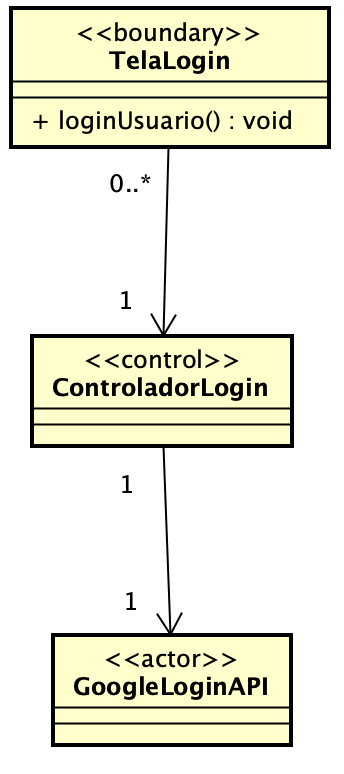 <<boundary>>
TelaLogin
+ loginUsuario() : void
0..*
1
<<control>>
ControladorLogin
1
1
<<actor>>
GoogleLoginAPI